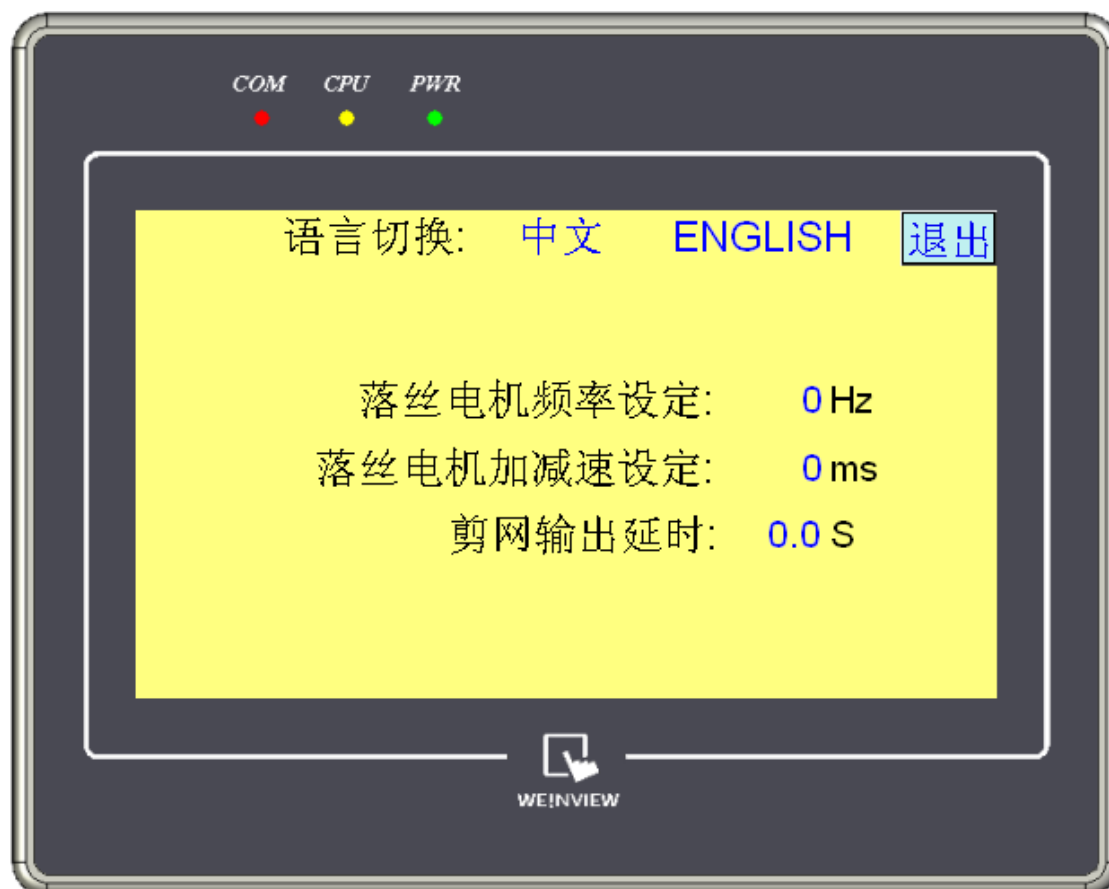 COM CPU PWR
语言切换: 中文 ENGLISH 退出
落丝电机频率设定: 0 Hz
落丝电机加减速设定: 0 ms
剪网输出延时: 0.0 S
WE!NVIEW